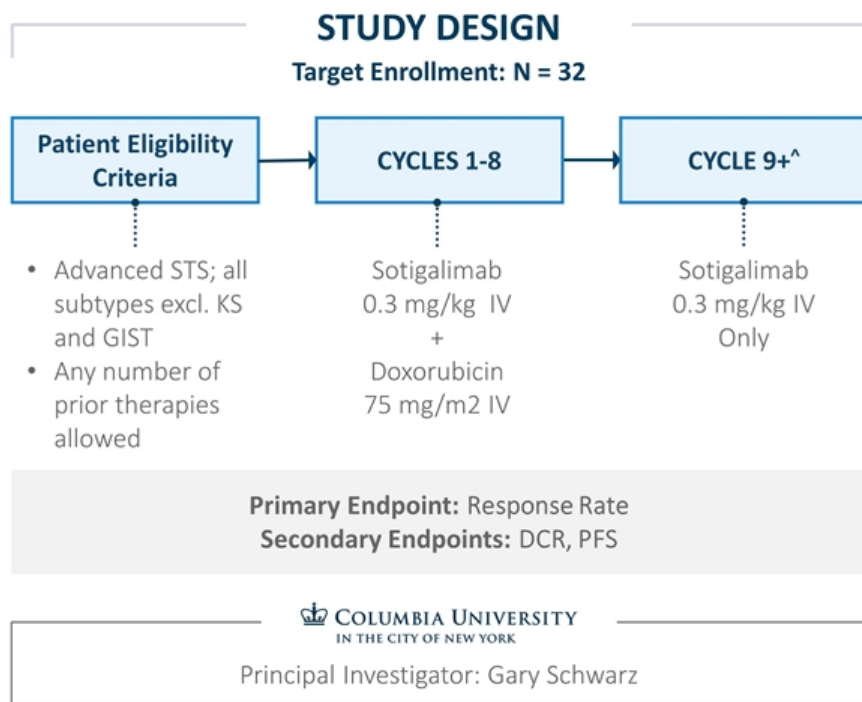 STUDY DESIGN
Target Enrollment: N = 32
Patient Eligibility
Criteria
CYCLES 1-8
CYCLE 9+^
• Advanced STS; all
subtypes excl. KS
and GIST
• Any number of
prior therapies
allowed
Sotigalimab
0.3 mg/kg IV
+
Doxorubicin
75 mg/m2 IV
Sotigalimab
0.3 mg/kg IV
Only
Primary Endpoint: Response Rate
Secondary Endpoints: DCR, PFS
COLUMBIA UNIVERSITY
IN THE CITY OF NEW YORK
Principal Investigator: Gary Schwarz